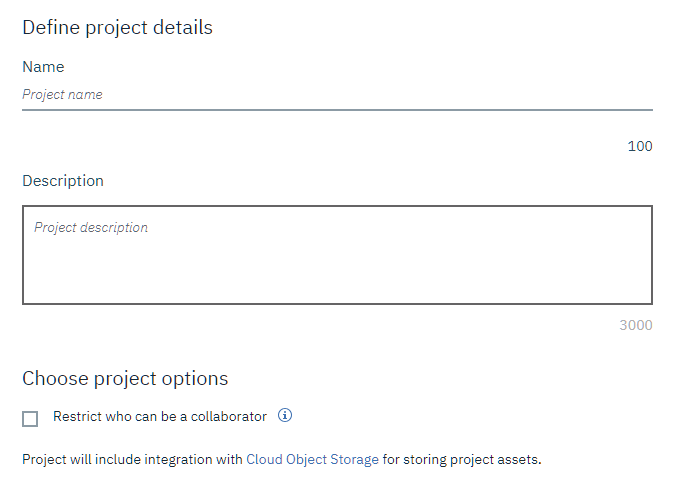 Define project details
Name
Project name
100
Description
Project description
3000
Choose project options
Restrict who can be a collaborator
Project will include integration with Cloud Object Storage for storing project assets.